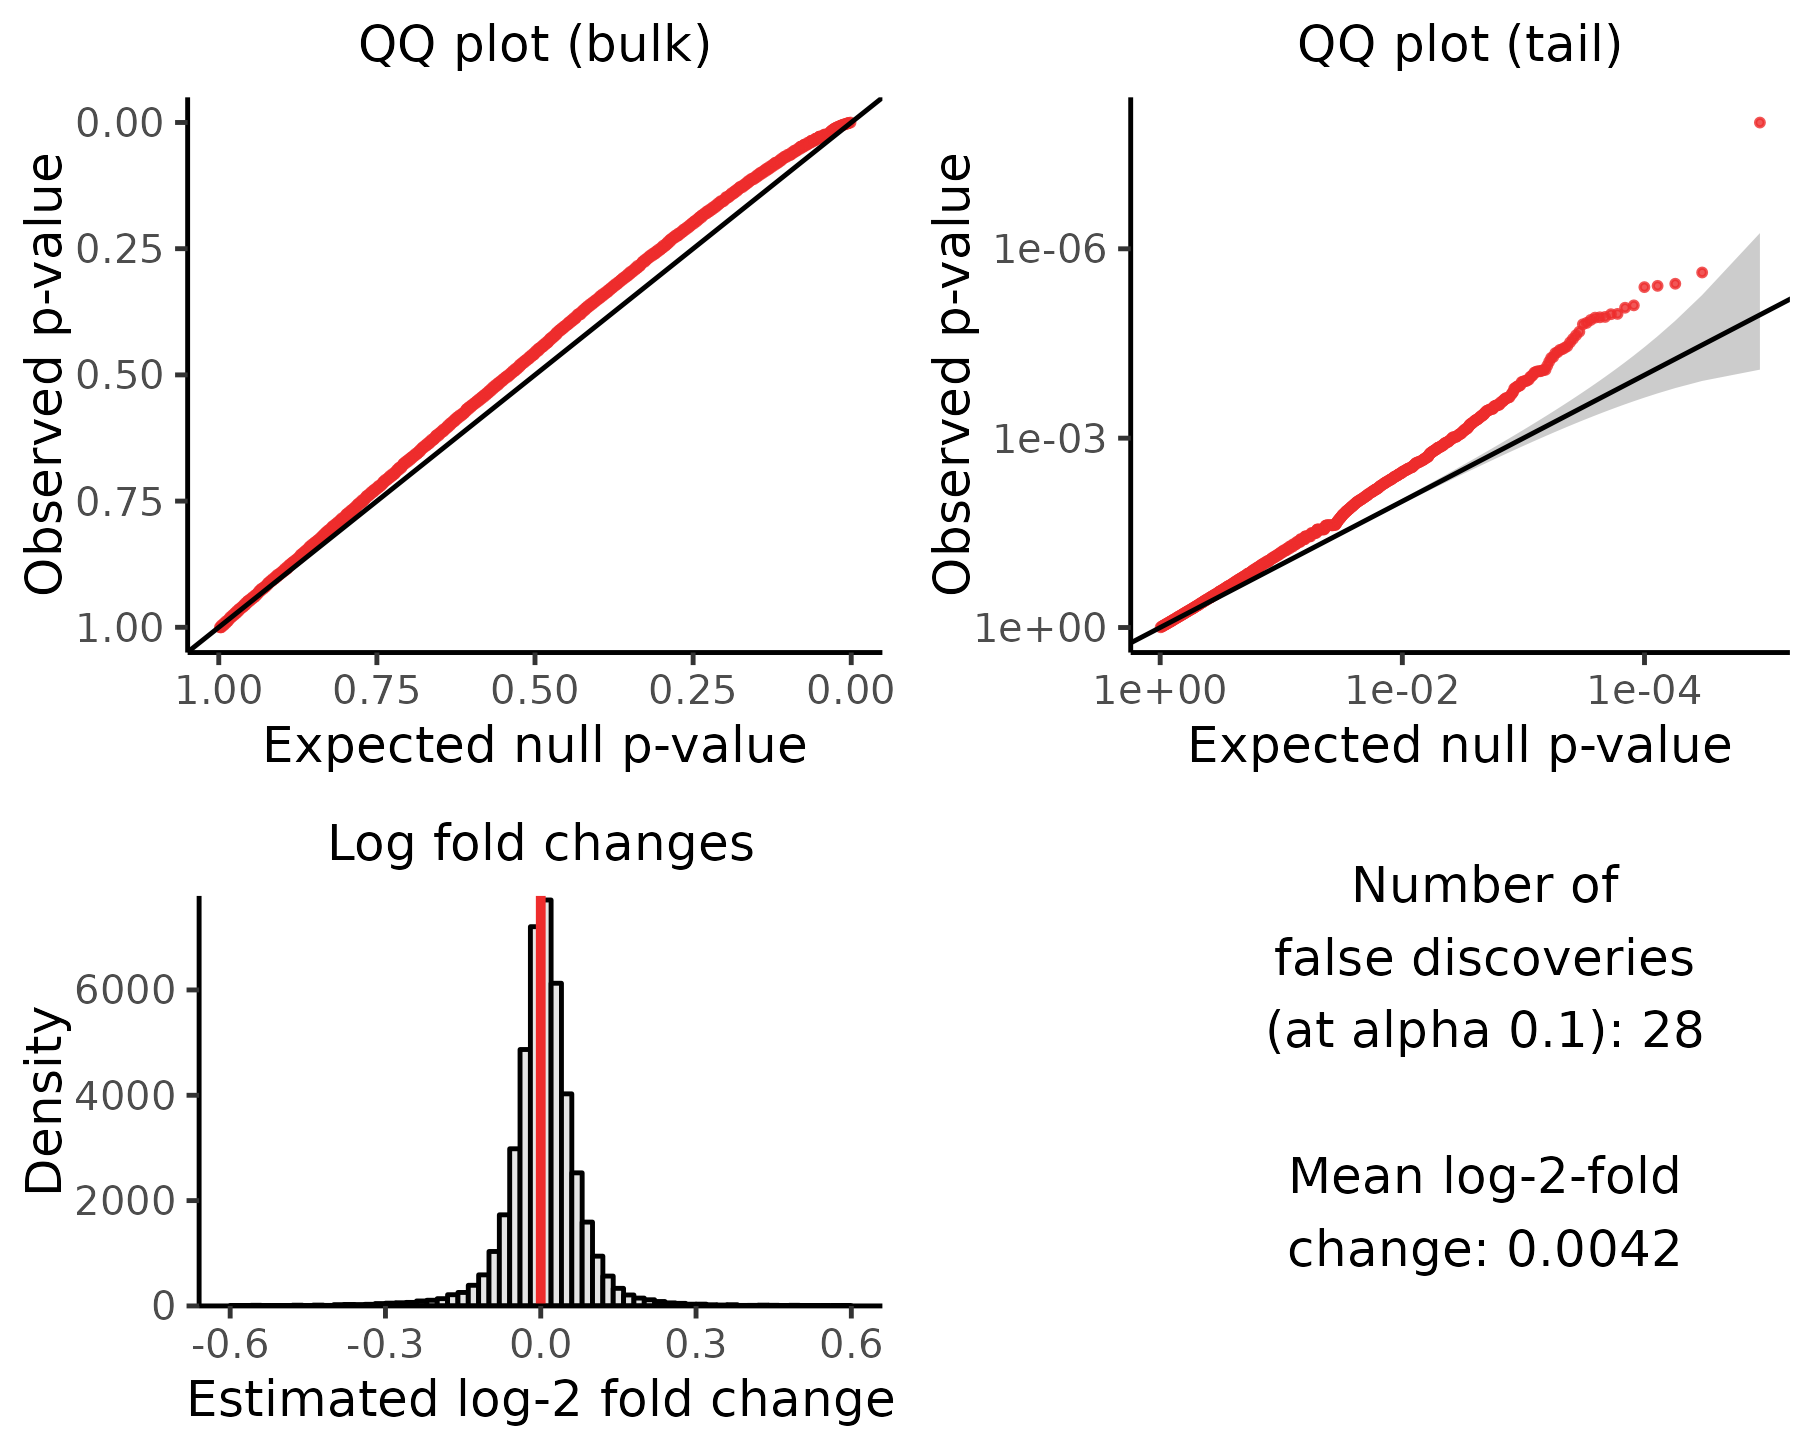 QQ plot (bulk)
Observed p-value
0.00
0.25
0.50
0.75
1.00
1.00 0.75 0.50 0.25 0.00
Expected null p-value
QQ plot (tail)
Observed p-value
1e-06
1e-03
1e+00
1e+00 1e-02 1e-04
Expected null p-value
Log fold changes
Density
6000
4000
2000
0
-0.6 -0.3 0.0 0.3 0.6
Estimated log-2 fold change
Number of
false discoveries
(at alpha 0.1): 28
Mean log-2-fold
change: 0.0042